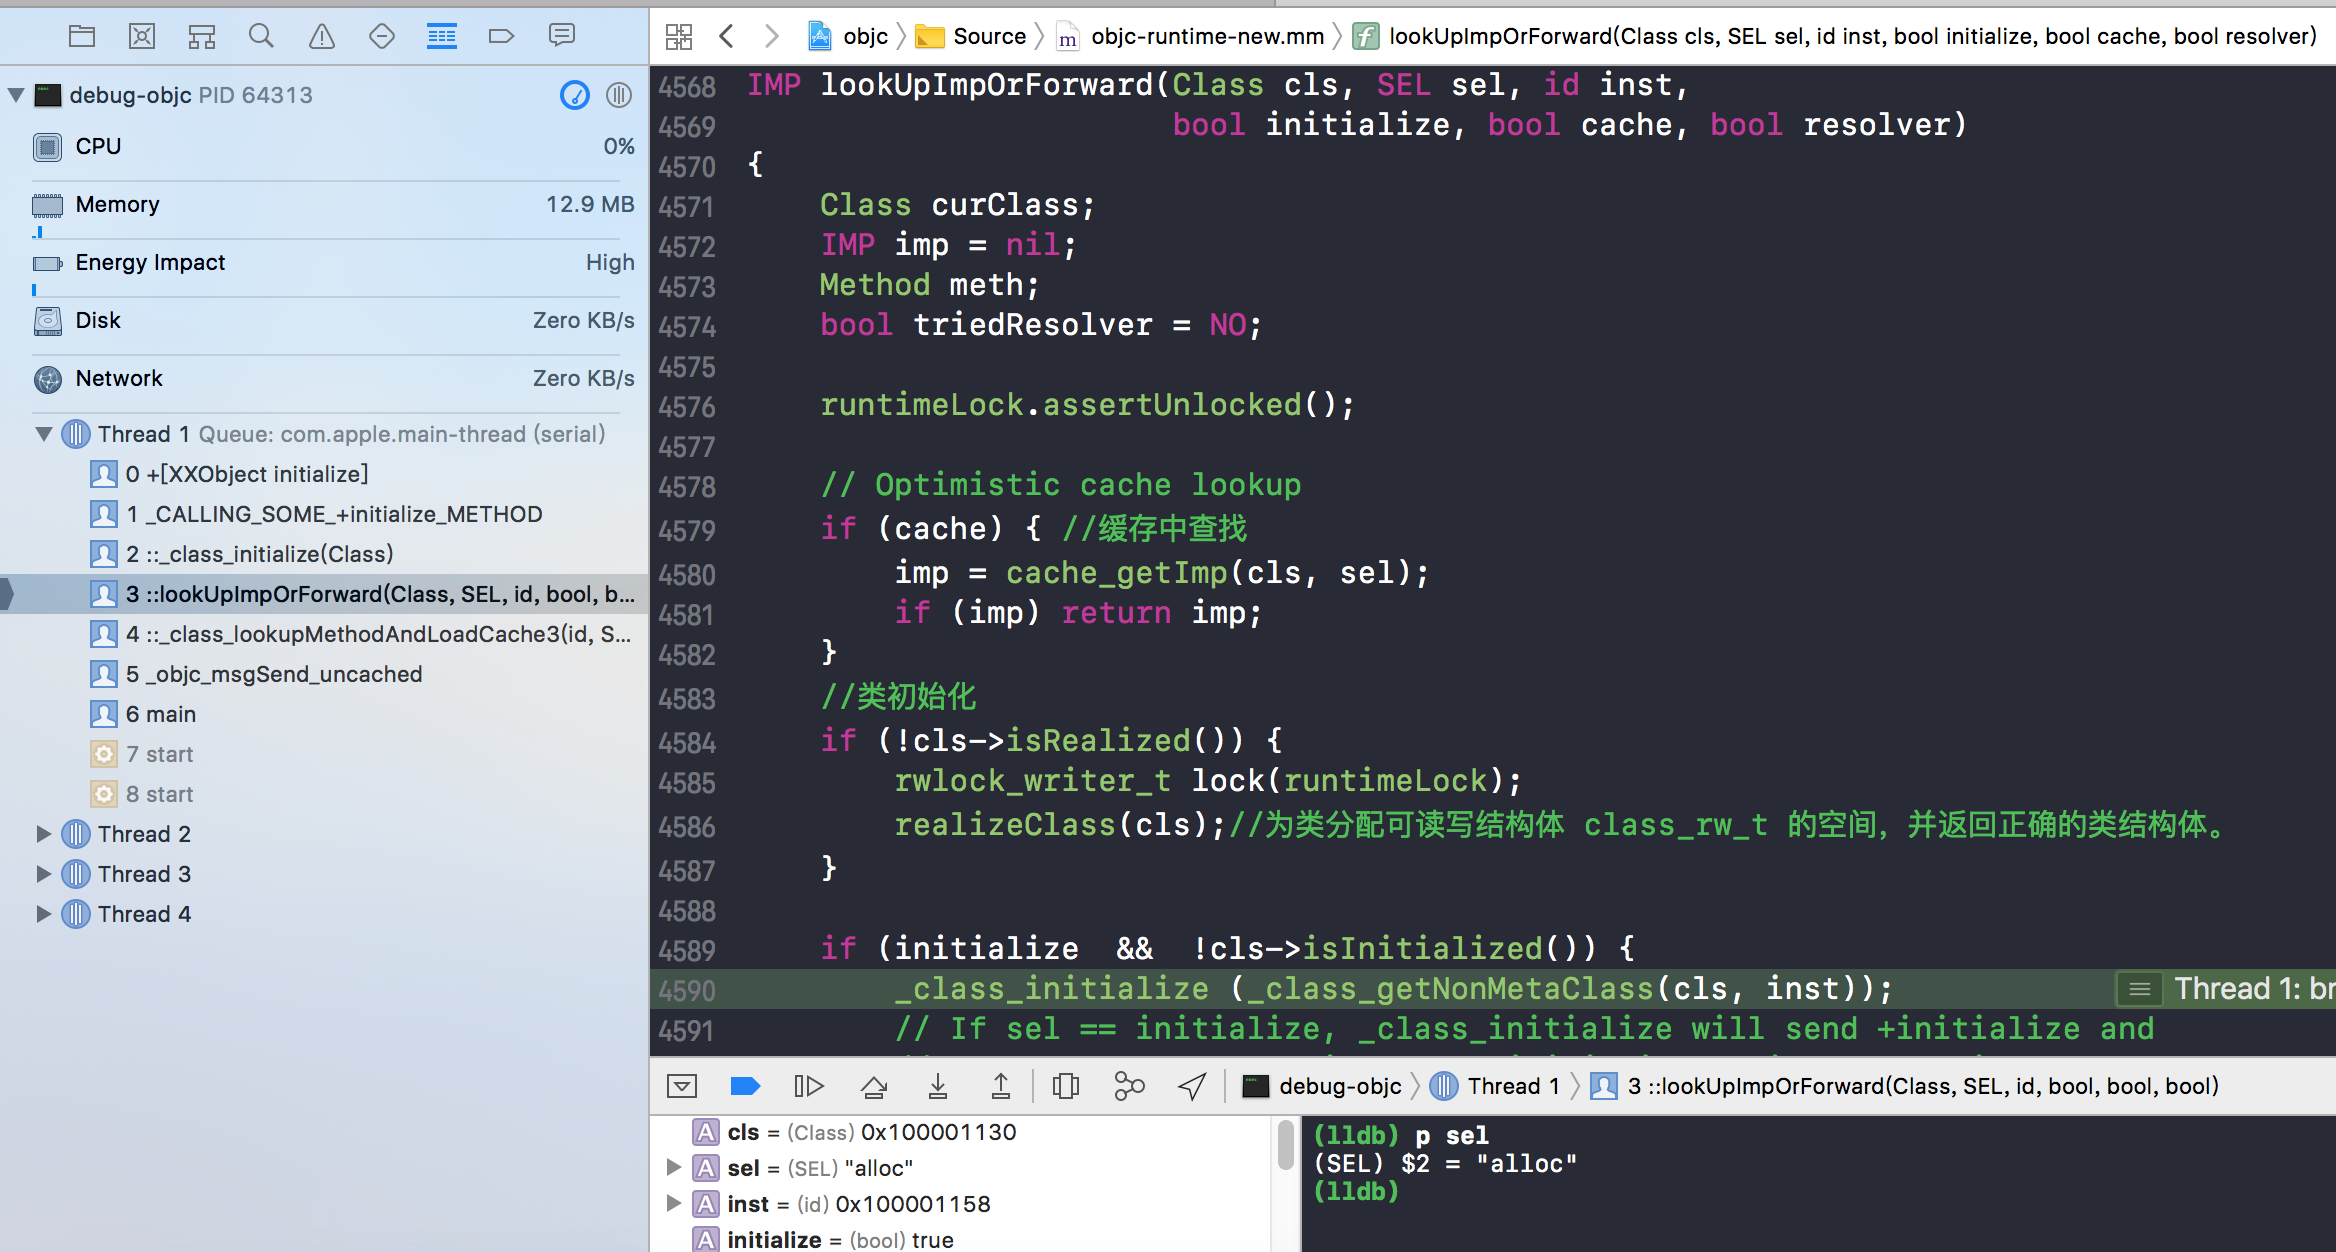 objc Source objc-runtime-new.mm lookUpImpOrForward(Class cls, SEL sel, id inst, bool initialize, bool cache, bool resolver)
debug-objc PID 64313
CPU 0%
Memory 12.9 MB
Energy Impact High
Disk Zero KB/s
Network Zero KB/s
Thread 1 Queue: com.apple.main-thread (serial)
0 +[XXObject initialize]
1 _CALLING_SOME_+initialize_METHOD
2 ::_class_initialize(Class)
3 ::lookUpImpOrForward(Class, SEL, id, bool, b...
4 ::_class_lookupMethodAndLoadCache3(id, S...
5 _objc_msgSend_uncached
6 main
7 start
8 start
Thread 2
Thread 3
Thread 4
4568 IMP lookUpImpOrForward(Class cls, SEL sel, id inst,
4569 bool initialize, bool cache, bool resolver)
4570 {
4571 Class curClass;
4572 IMP imp = nil;
4573 Method meth;
4574 bool triedResolver = NO;
4575
4576 runtimeLock.assertUnlocked();
4577
4578 // Optimistic cache lookup
4579 if (cache) { //缓存中查找
4580 imp = cache_getImp(cls, sel);
4581 if (imp) return imp;
4582 }
4583 //类初始化
4584 if (!cls->isRealized()) {
4585 rwlock_writer_t lock(runtimeLock);
4586 realizeClass(cls);//为类分配可读写结构体 class_rw_t 的空间，并返回正确的类结构体。
4587 }
4588
4589 if (initialize && !cls->isInitialized()) {
4590 _class_initialize (_class_getNonMetaClass(cls, inst)); Thread 1: br
4591 // If sel == initialize, _class_initialize will send +initialize and
debug-objc Thread 1 3 ::lookUpImpOrForward(Class, SEL, id, bool, bool, bool)
A cls = (Class) 0x100001130
A sel = (SEL) "alloc"
A inst = (id) 0x100001158
A initialize = (bool) true
(lldb) p sel
(SEL) $2 = "alloc"
(lldb)